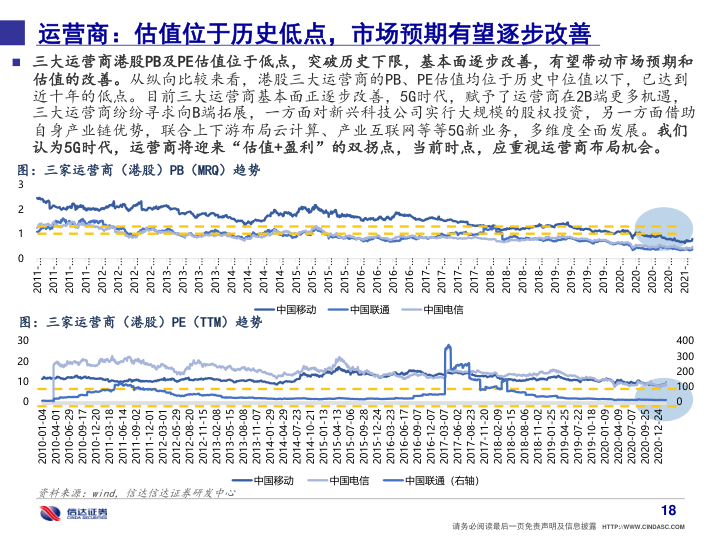 运营商：估值位于历史低点，市场预期有望逐步改善
■ 三大运营商港股PB及PE估值位于低点，突破历史下限，基本面逐步改善，有望带动市场预期和
估值的改善。从纵向比较来看，港股三大运营商的PB、PE估值均位于历史中位值以下，已达到
近十年的低点。目前三大运营商基本面正逐步改善，5G时代，赋予了运营商在2B端更多机遇，
三大运营商纷纷寻求向B端拓展，一方面对新兴科技公司实行大规模的股权投资，另一方面借助
自身产业链优势，联合上下游布局云计算、产业互联网等等5G新业务，多维度全面发展。我们
认为5G时代，运营商将迎来“估值+盈利”的双拐点，当前时点，应重视运营商布局机会。
图：三家运营商（港股）PB（MRQ）趋势
3
2
1
0
2011-… 2011-… 2011-… 2011-… 2012-… 2012-… 2012-… 2012-… 2013-… 2013-… 2013-… 2013-… 2014-… 2014-… 2014-… 2014-… 2015-… 2015-… 2015-… 2015-… 2016-… 2016-… 2016-… 2017-… 2017-… 2017-… 2017-… 2018-… 2018-… 2018-… 2018-… 2019-… 2019-… 2019-… 2019-… 2020-… 2020-… 2020-… 2020-… 2021-…
中国移动 中国联通 中国电信
图：三家运营商（港股）PE（TTM）趋势
30
20
10
0
400
300
200
100
0
2010-01-04 2010-04-07 2010-06-29 2010-09-17 2010-12-10 2011-03-18 2011-06-14 2011-09-02 2011-12-01 2012-03-02 2012-05-29 2012-08-20 2012-11-15 2013-02-08 2013-05-15 2013-08-08 2013-11-07 2014-01-29 2014-04-29 2014-07-23 2014-10-21 2015-01-13 2015-04-13 2015-07-06 2015-09-25 2015-12-24 2016-03-23 2016-06-17 2016-09-09 2016-12-07 2017-03-07 2017-06-02 2017-08-23 2017-11-20 2018-02-09 2018-05-15 2018-08-06 2018-11-02 2019-01-25 2019-04-25 2019-07-22 2019-10-18 2020-01-09 2020-04-09 2020-07-07 2020-09-25 2020-12-24
中国移动 中国电信 中国联通（右轴）
资料来源：wind，信达信达证券研发中心
信达证券
CINDA SECURITIES
18
请务必阅读最后一页免责声明及信息披露 HTTP://WWW.CINDASC.COM